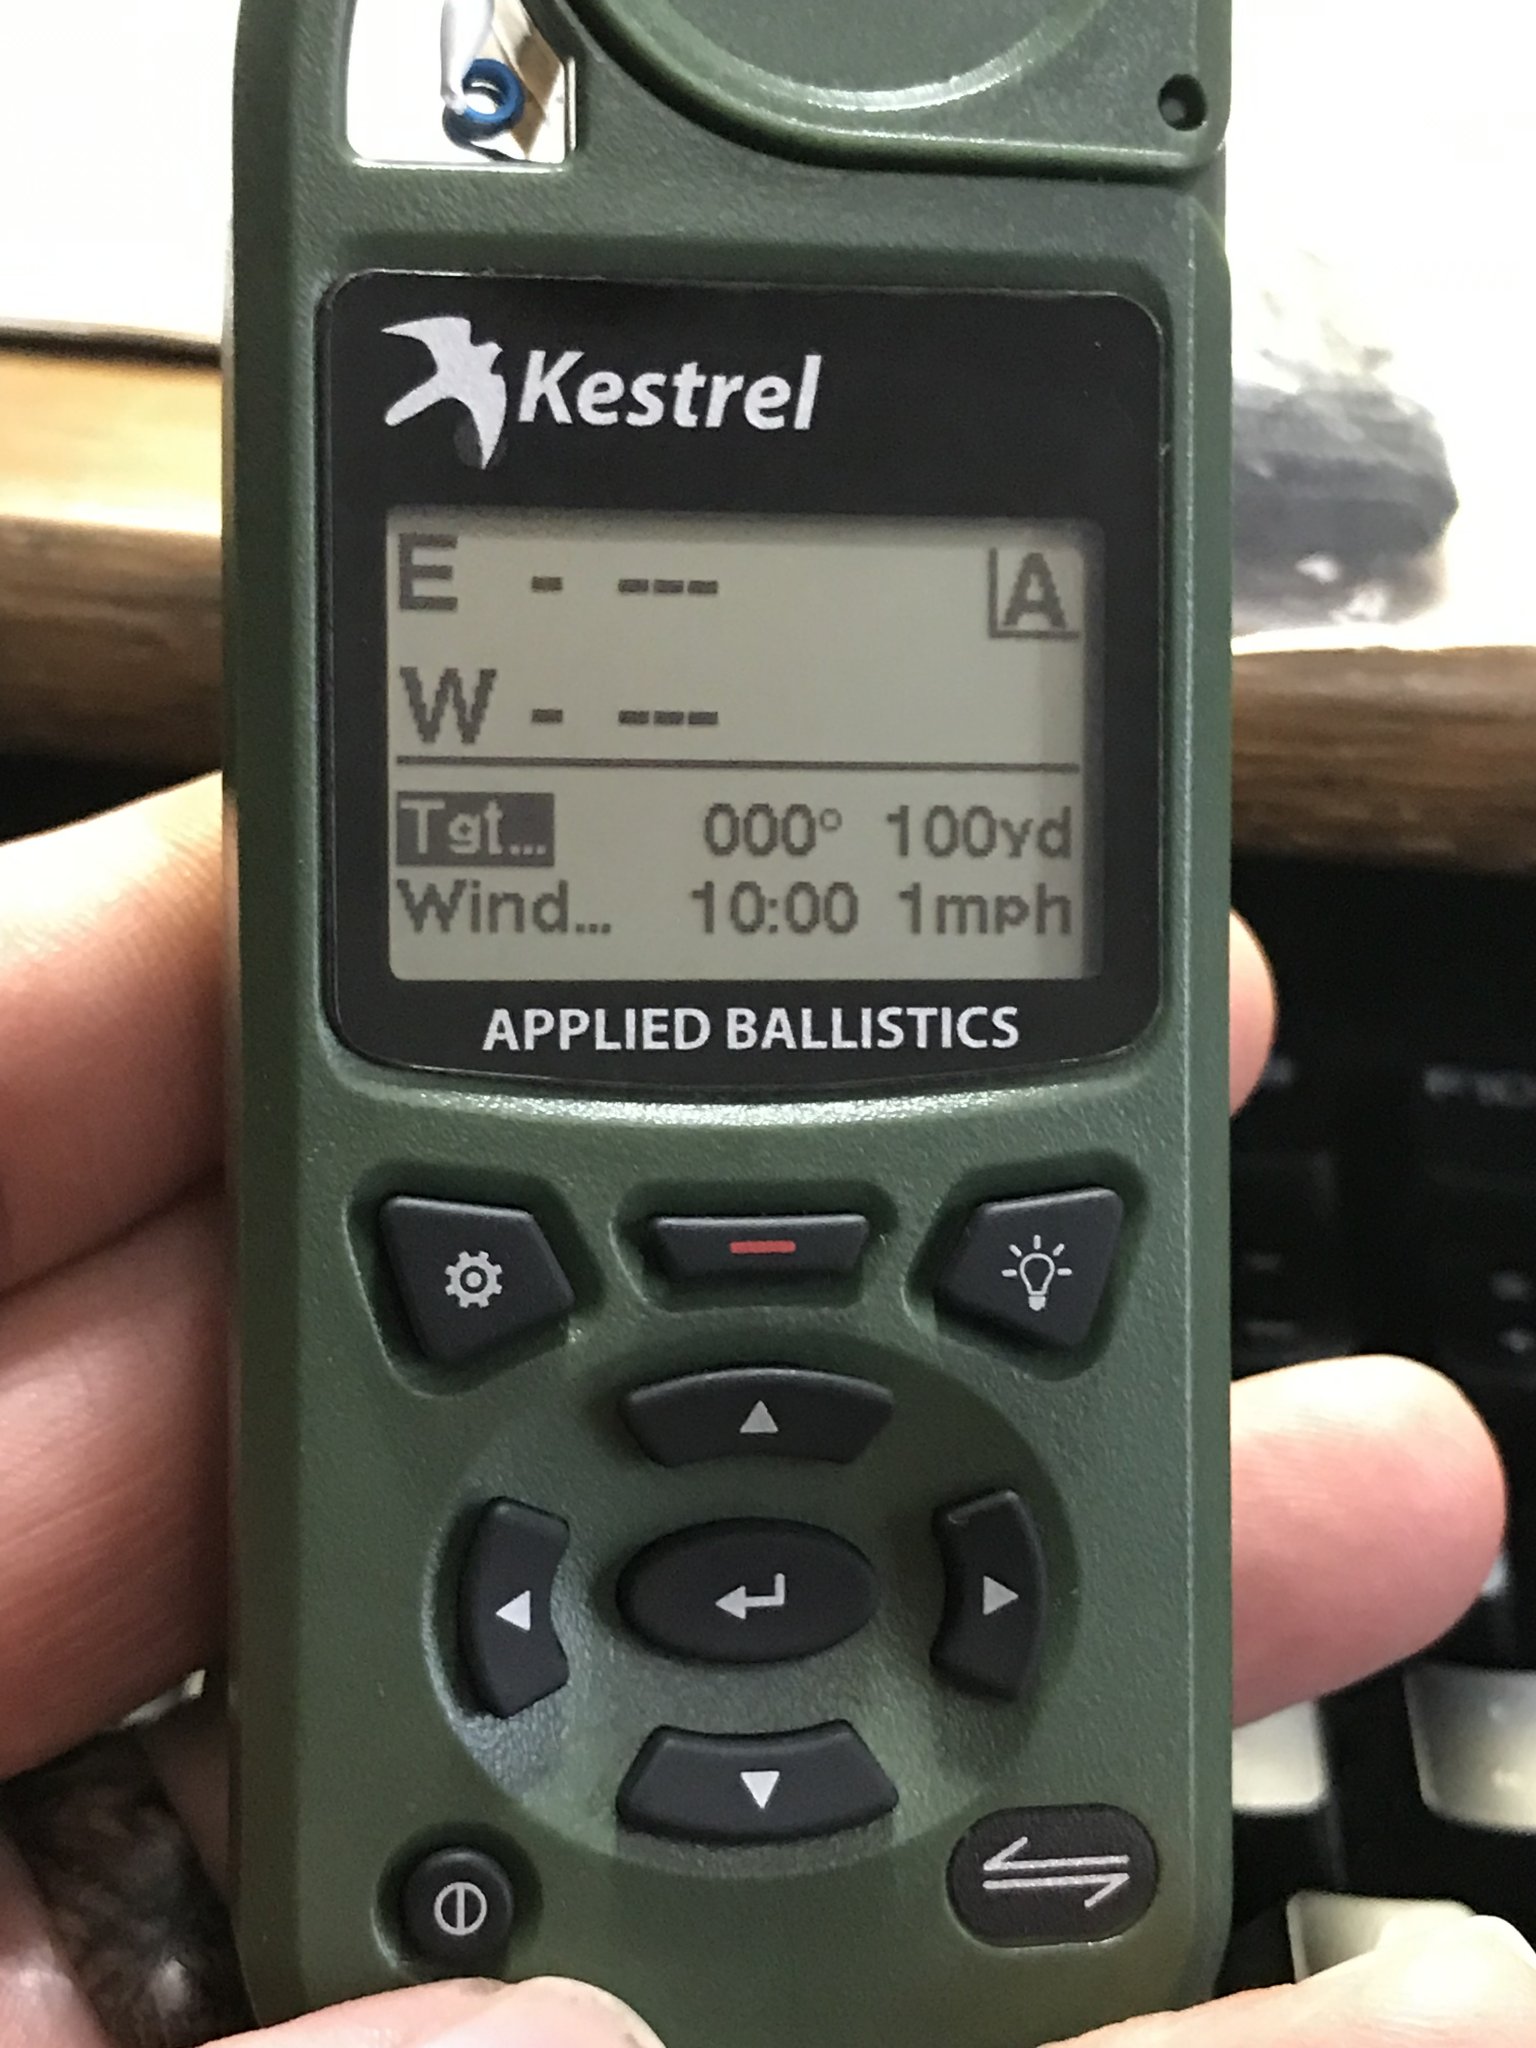 Kestrel
E - --- A
W - ---
Tgt... 000° 100yd
Wind... 10:00 1mph
APPLIED BALLISTICS